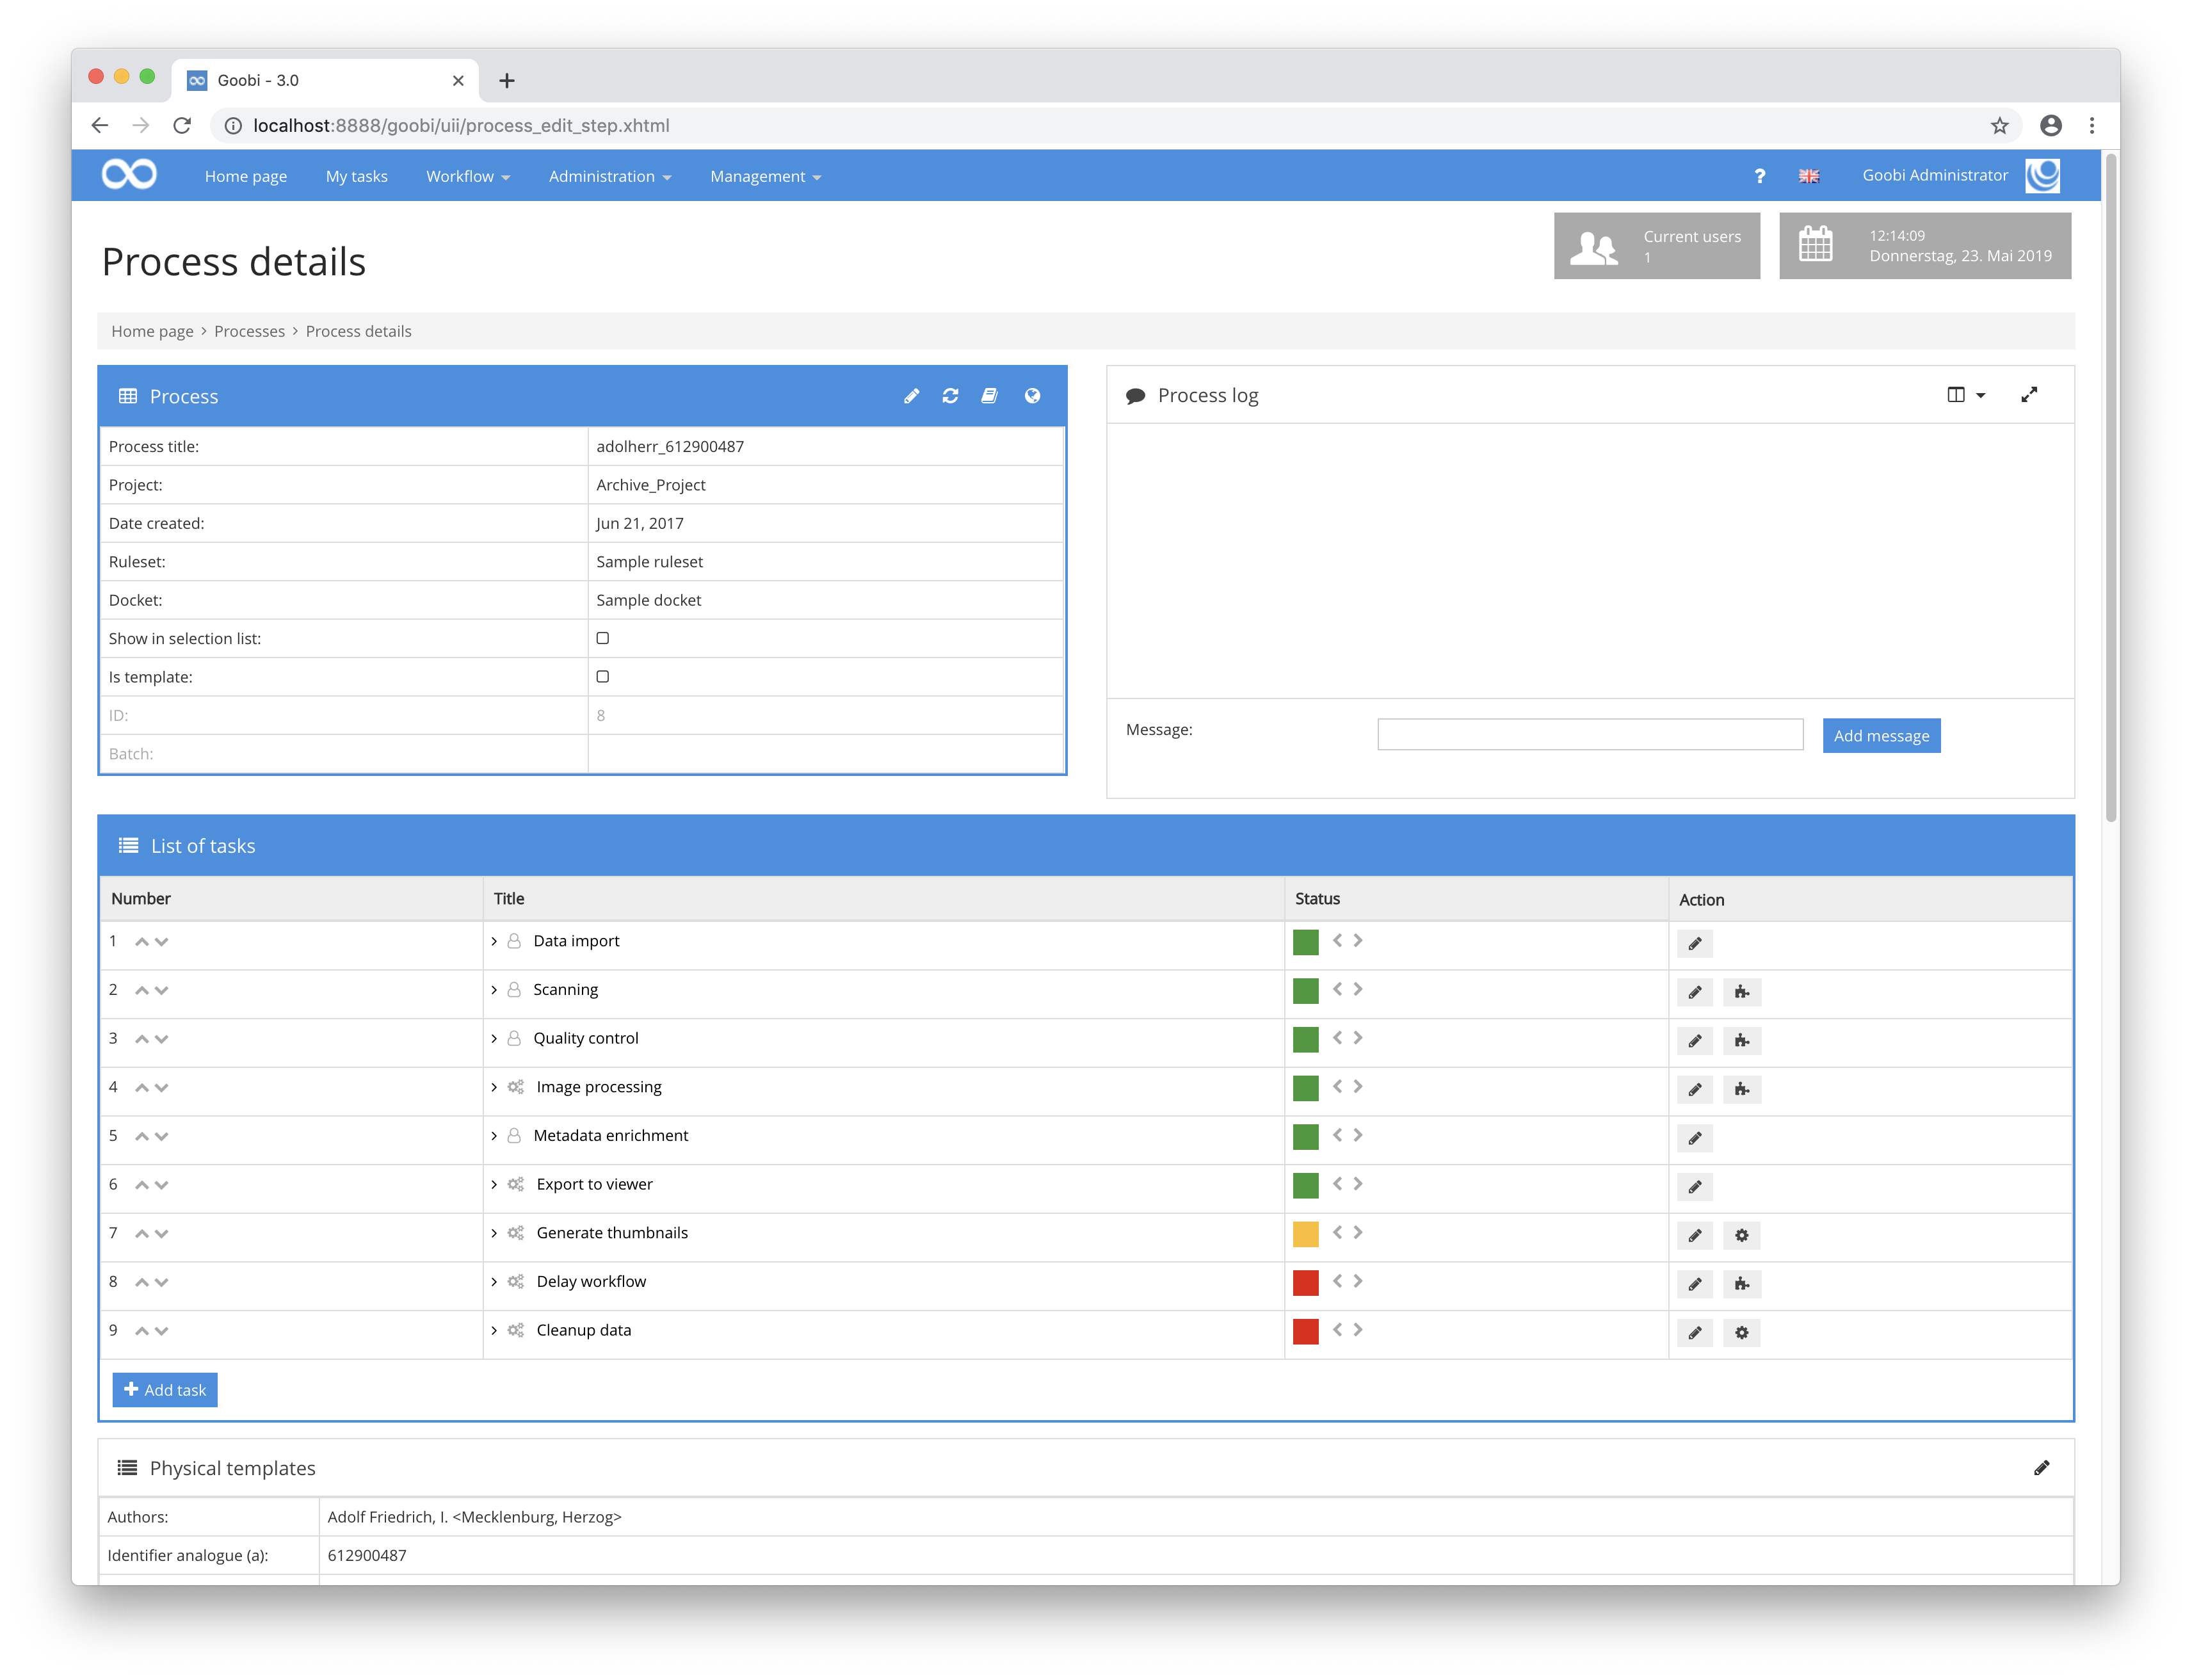 Goobi - 3.0
localhost:8888/goobi/uii/process_edit_step.xhtml
Home page My tasks Workflow Administration Management ? Goobi Administrator
Process details
Current users
1
12:14:09
Donnerstag, 23. Mai 2019
Home page > Processes > Process details
Process
Process title: adolherr_612900487
Project: Archive_Project
Date created: Jun 21, 2017
Ruleset: Sample ruleset
Docket: Sample docket
Show in selection list:
Is template:
ID: 8
Batch:
Process log
Message: Add message
List of tasks
Number Title Status Action
1 Data import
2 Scanning
3 Quality control
4 Image processing
5 Metadata enrichment
6 Export to viewer
7 Generate thumbnails
8 Delay workflow
9 Cleanup data
Add task
Physical templates
Authors: Adolf Friedrich, I. <Mecklenburg, Herzog>
Identifier analogue (a): 612900487